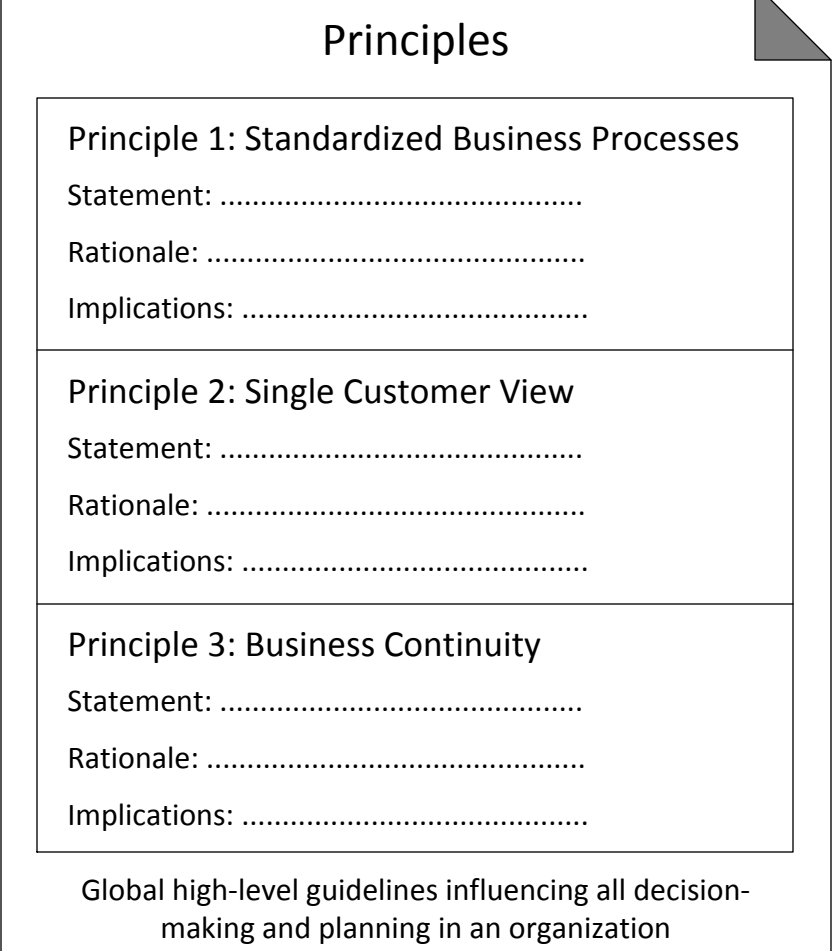 Principles
Principle 1: Standardized Business Processes
Statement: .............................................
Rationale: ...............................................
Implications: ...........................................
Principle 2: Single Customer View
Statement: .............................................
Rationale: ...............................................
Implications: ...........................................
Principle 3: Business Continuity
Statement: .............................................
Rationale: ...............................................
Implications: ...........................................
Global high-level guidelines influencing all decision-
making and planning in an organization